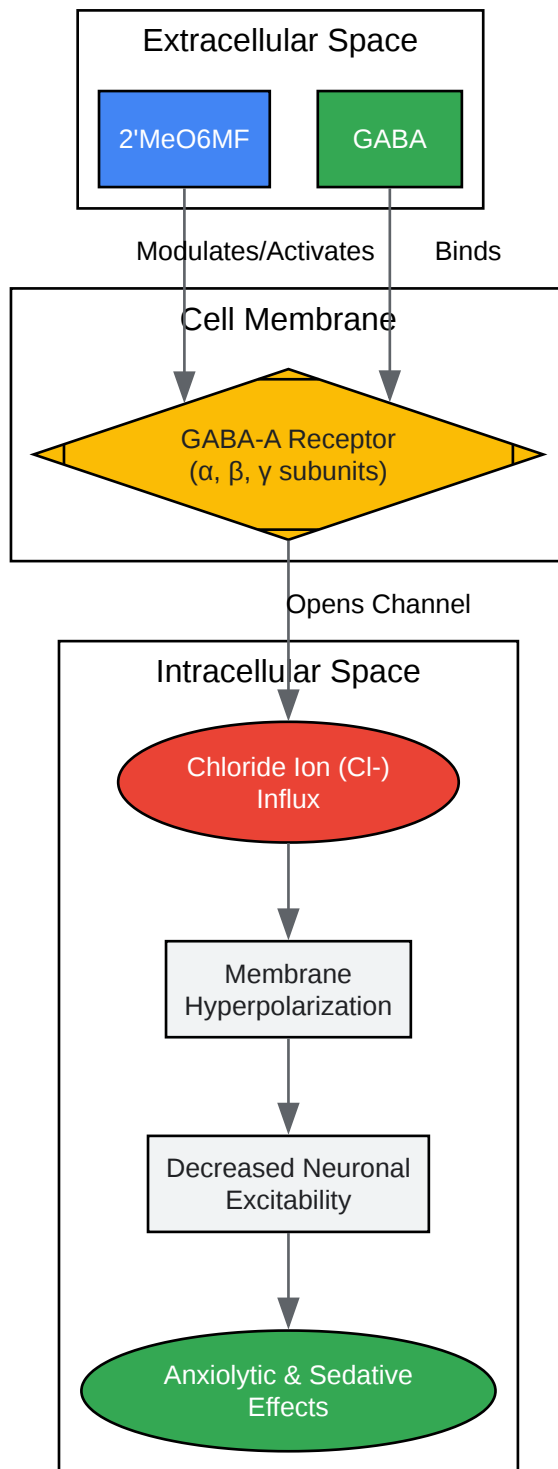 Extracellular Space
2'MeO6MF
GABA
Modulates/Activates
Binds
Cell Membrane
GABA-A Receptor
(α, β, γ subunits)
Opens Channel
Intracellular Space
Chloride Ion (Cl-)
Influx
Membrane
Hyperpolarization
Decreased Neuronal
Excitability
Anxiolytic & Sedative
Effects